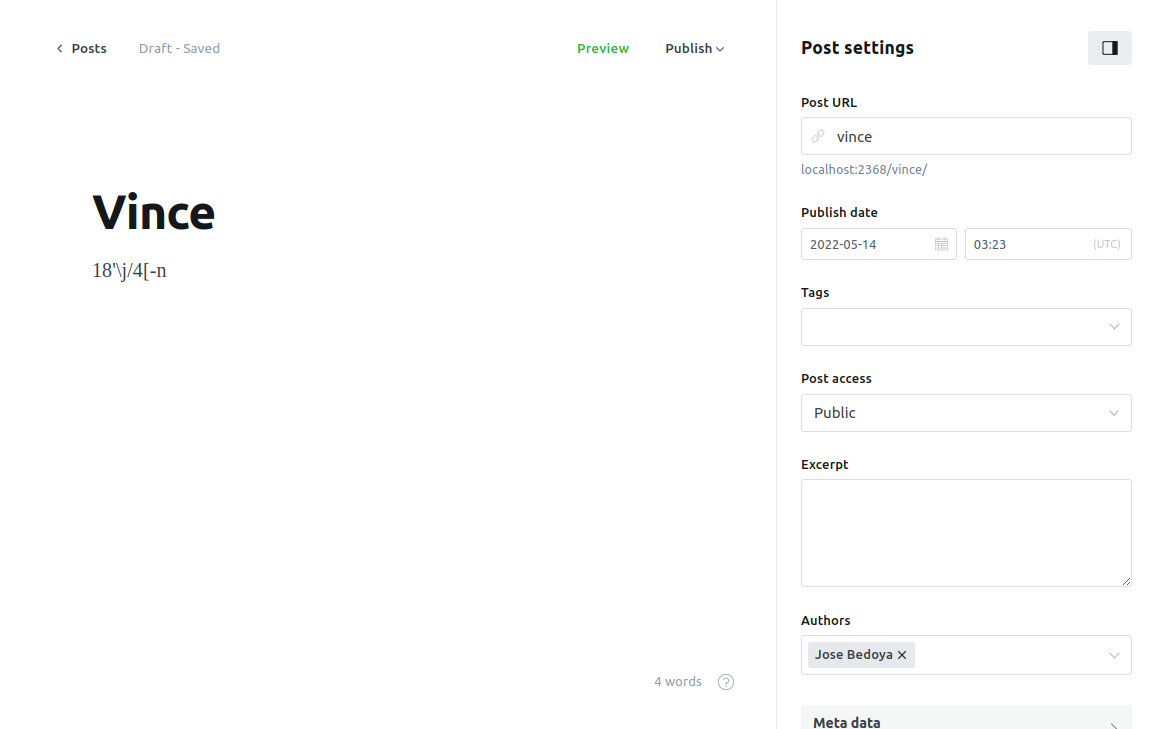 Posts Draft - Saved Preview Publish
Vince
18'\j/4[-n
4 words ?
Post settings
Post URL
vince
localhost:2368/vince/
Publish date
2022-05-14 03:23 (UTC)
Tags
Post access
Public
Excerpt
Authors
Jose Bedoya
Meta data